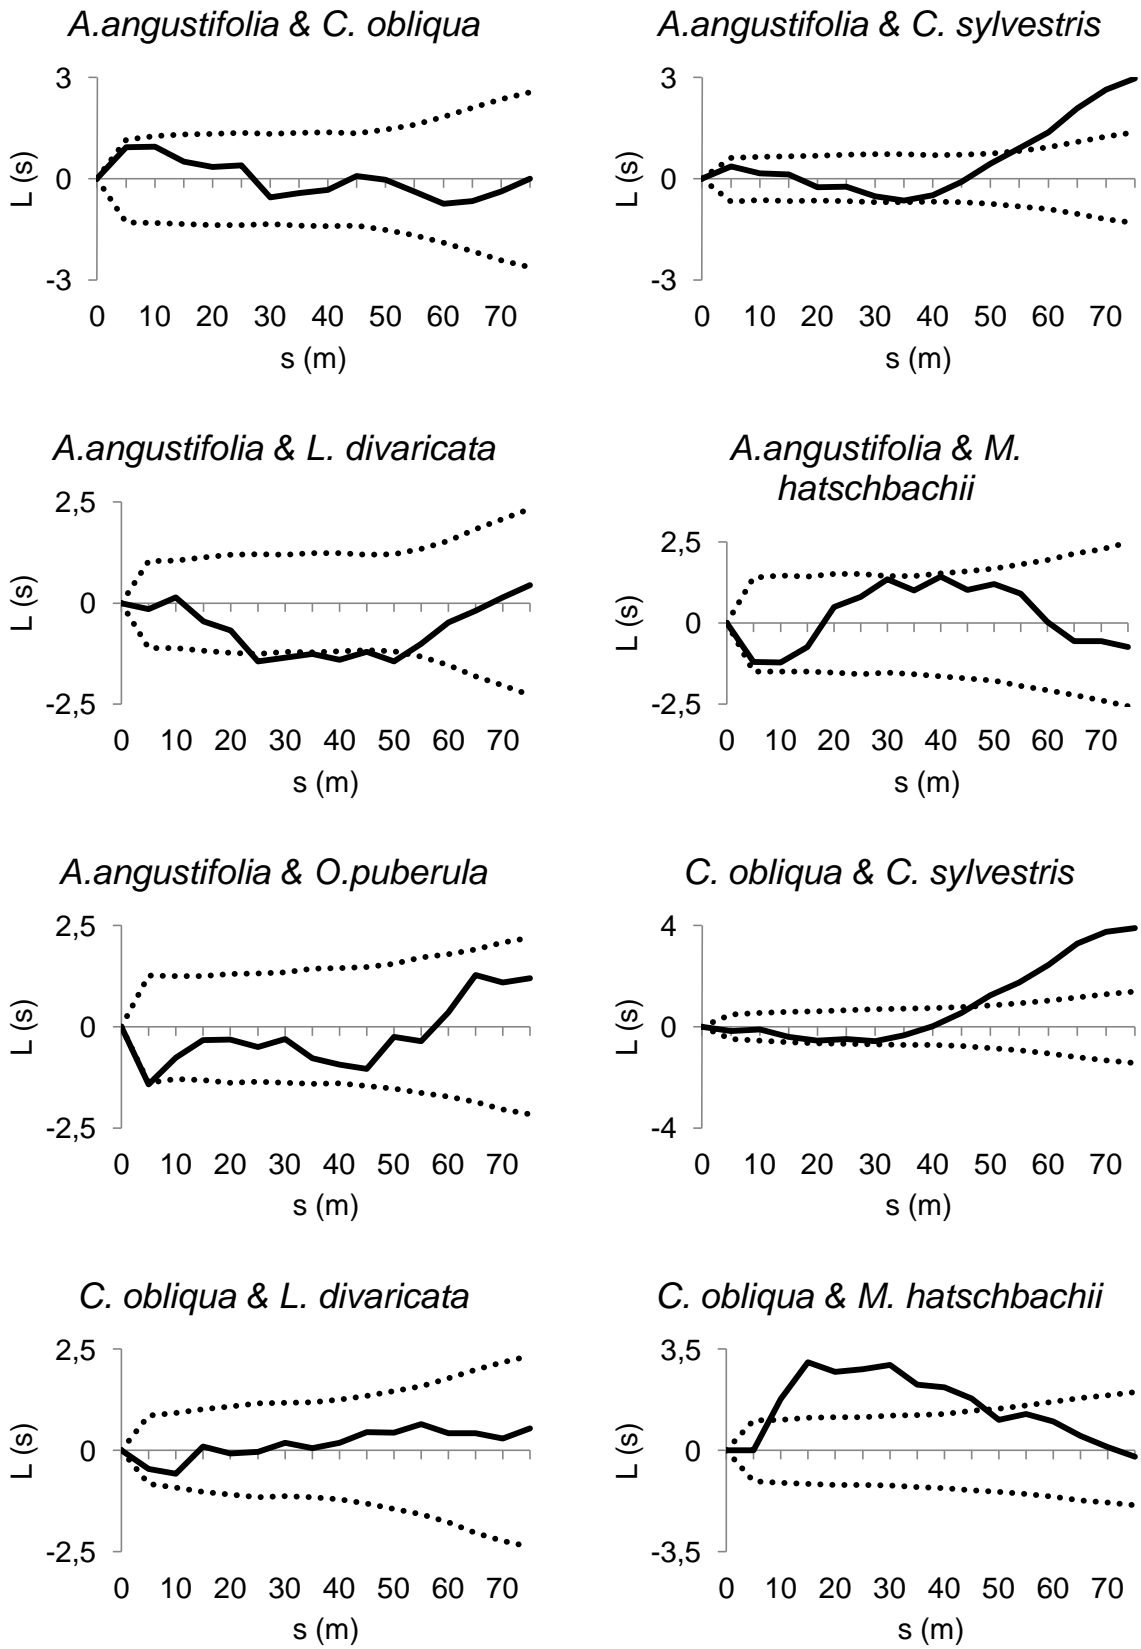 A.angustifolia & C. obliqua
3
0
-3
L (s)
0 10 20 30 40 50 60 70
s (m)
A.angustifolia & C. sylvestris
3
0
-3
L (s)
0 10 20 30 40 50 60 70
s (m)
A.angustifolia & L. divaricata
2,5
0
-2,5
L (s)
0 10 20 30 40 50 60 70
s (m)
A.angustifolia & M.
hatschbachii
2,5
0
-2,5
L (s)
0 10 20 30 40 50 60 70
s (m)
A.angustifolia & O.puberula
2,5
0
-2,5
L (s)
0 10 20 30 40 50 60 70
s (m)
C. obliqua & C. sylvestris
4
0
-4
L (s)
0 10 20 30 40 50 60 70
s (m)
C. obliqua & L. divaricata
2,5
0
-2,5
L (s)
0 10 20 30 40 50 60 70
s (m)
C. obliqua & M. hatschbachii
3,5
0
-3,5
L (s)
0 10 20 30 40 50 60 70
s (m)